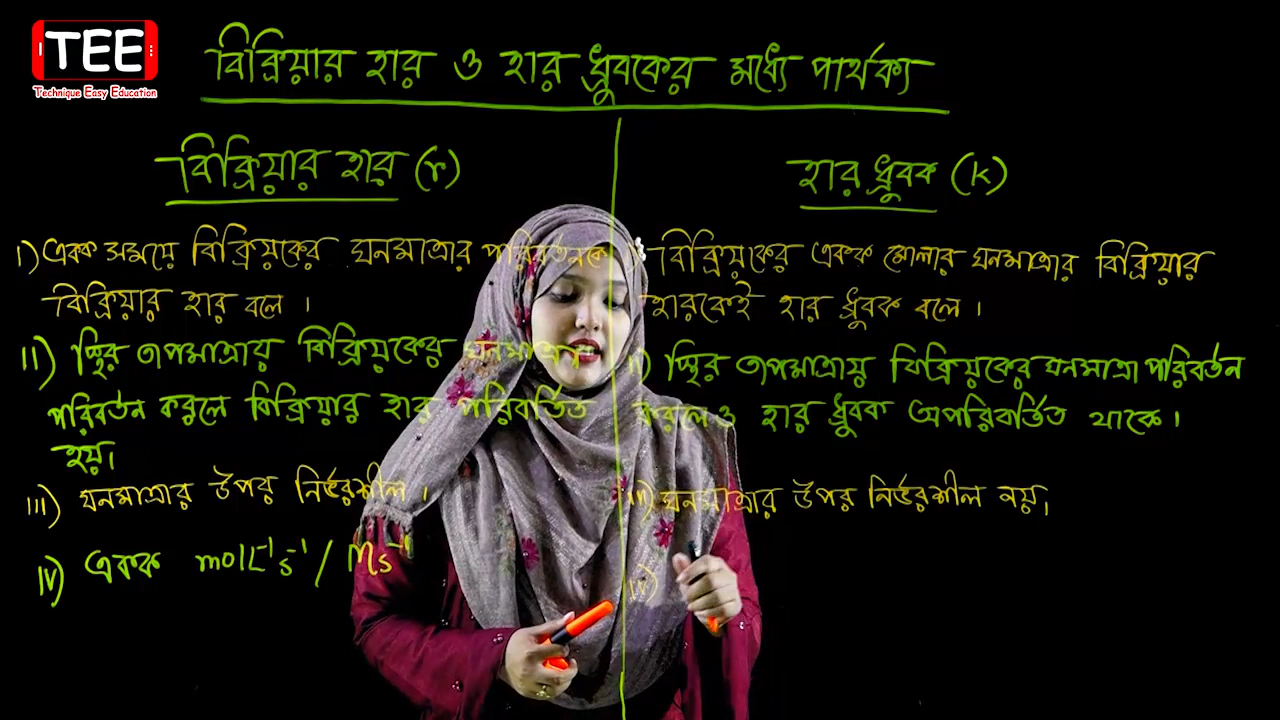 TEE
Technique Easy Education
বিক্রিয়ার হার ও হার ধ্রুবকের মধ্যে পার্থক্য
বিক্রিয়ার হার (r)
i) একক সময়ে বিক্রিয়কের ঘনমাত্রার পরিবর্তনকে
বিক্রিয়ার হার বলে ।
ii) স্থির তাপমাত্রায় বিক্রিয়কের ঘনমাত্রা
পরিবর্তন করলে বিক্রিয়ার হার পরিবর্তিত
হয়।
iii) ঘনমাত্রার উপর নির্ভরশীল ।
iv) একক molL⁻¹s⁻¹ / Ms⁻¹
হার ধ্রুবক (k)
বিক্রিয়কের একক মোলার ঘনমাত্রার বিক্রিয়ার
হারকেই হার ধ্রুবক বলে ।
ii) স্থির তাপমাত্রায় বিক্রিয়কের ঘনমাত্রা পরিবর্তন
করলেও হার ধ্রুবক অপরিবর্তিত থাকে ।
iii) ঘনমাত্রার উপর নির্ভরশীল নয়।
iv)